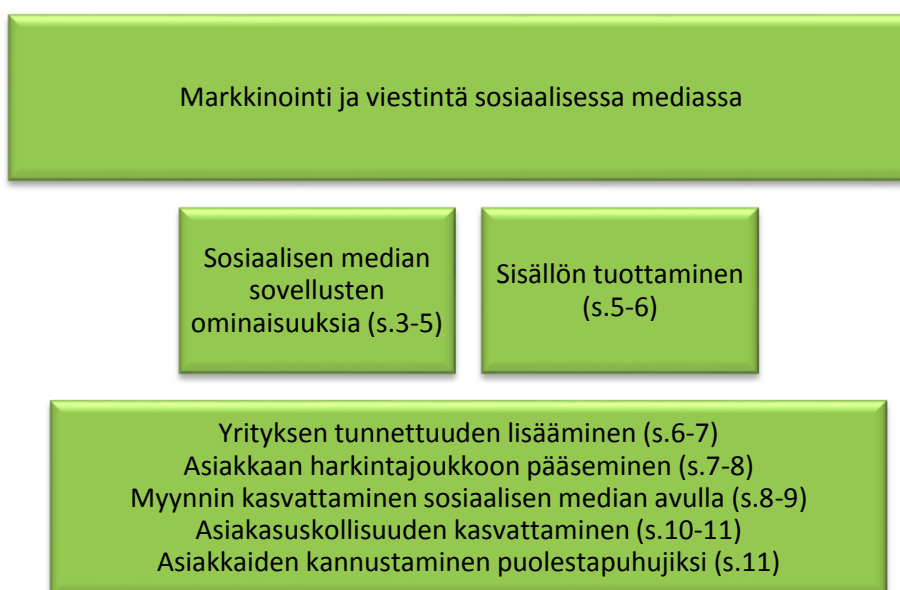 Markkinointi ja viestintä sosiaalisessa mediassa
Sosiaalisen median
sovellusten
ominaisuuksia (s.3-5)
Sisällön tuottaminen
(s.5-6)
Yrityksen tunnettuuden lisääminen (s.6-7)
Asiakkaan harkintajoukkoon pääseminen (s.7-8)
Myynnin kasvattaminen sosiaalisen median avulla (s.8-9)
Asiakasuskollisuuden kasvattaminen (s.10-11)
Asiakkaiden kannustaminen puolestapuhujiksi (s.11)